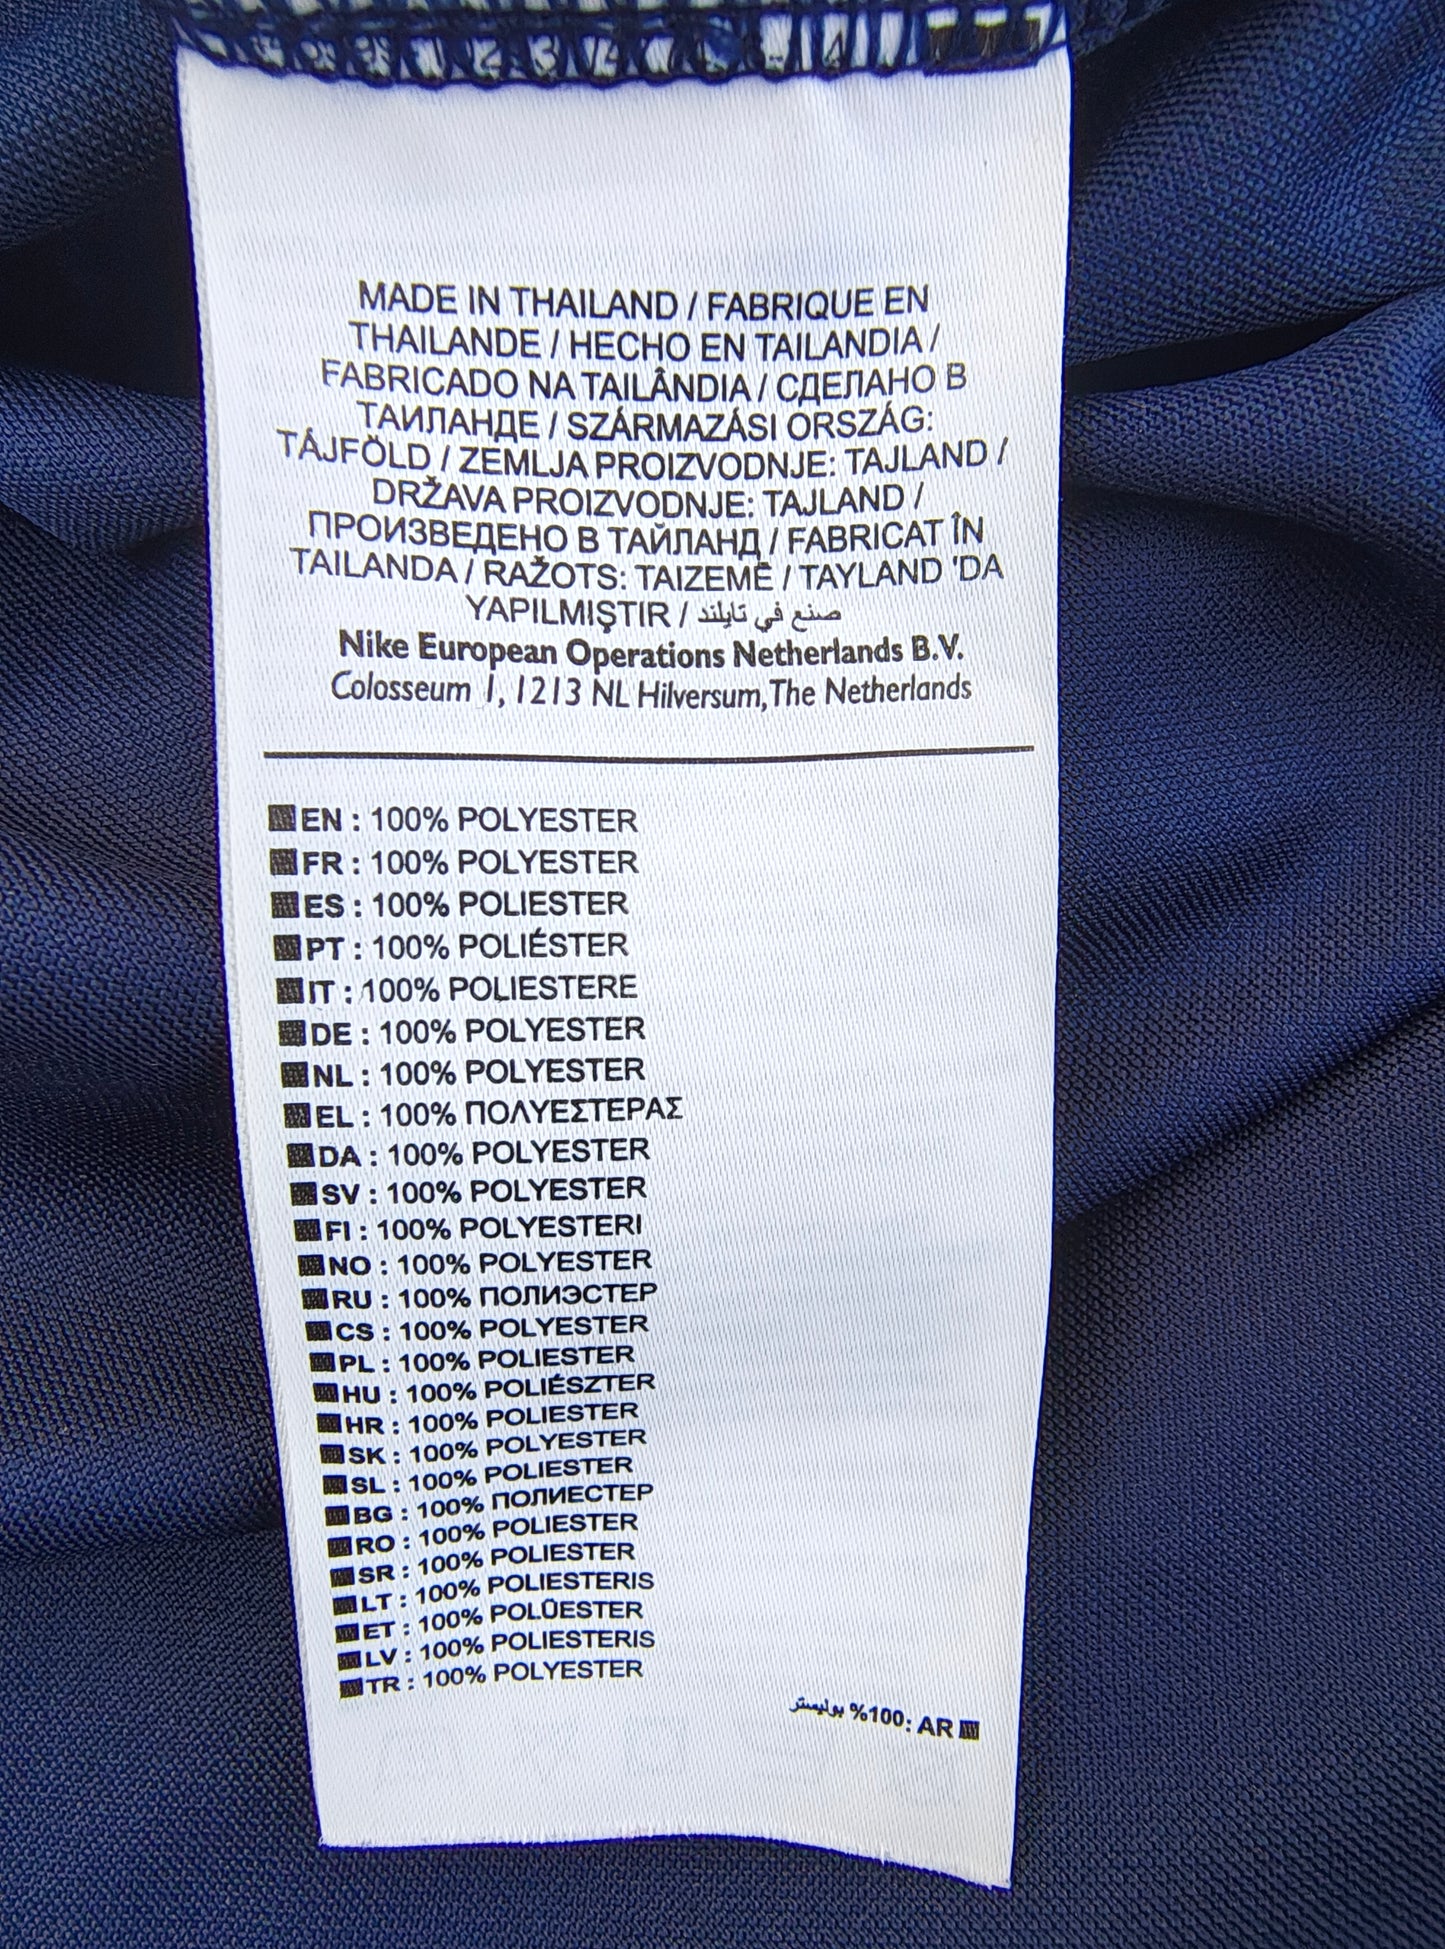 MADE IN THAILAND / FABRIQUE EN
THAILANDE / HECHO EN TAILANDIA /
FABRICADO NA TAILÂNDIA / СДЕЛАНО В
ТАИЛАНДЕ / SZÁRMAZÁSI ORSZÁG:
TÁJFÖLD / ZEMLJA PROIZVODNJE: TAJLAND /
DRŽAVA PROIZVODNJE: TAJLAND /
ПРОИЗВЕДЕНО В ТАЙЛАНД / FABRICAT ÎN
TAILANDA / RAŽOTS: TAIZEMĒ / TAYLAND 'DA
YAPILMIŞTIR / صنع في تايلند
Nike European Operations Netherlands B.V.
Colosseum 1, 1213 NL Hilversum, The Netherlands
EN : 100% POLYESTER
FR : 100% POLYESTER
ES : 100% POLIESTER
PT : 100% POLIÉSTER
IT : 100% POLIESTERE
DE : 100% POLYESTER
NL : 100% POLYESTER
EL : 100% ΠΟΛΥΕΣΤΕΡΑΣ
DA : 100% POLYESTER
SV : 100% POLYESTER
FI : 100% POLYESTERI
NO : 100% POLYESTER
RU : 100% ПОЛИЭСТЕР
CS : 100% POLYESTER
PL : 100% POLIESTER
HU : 100% POLIÉSZTER
HR : 100% POLIESTER
SK : 100% POLYESTER
SL : 100% POLIESTER
BG : 100% ПОЛИЕСТЕР
RO : 100% POLIESTER
SR : 100% POLIESTER
LT : 100% POLIESTERIS
ET : 100% POLÜESTER
LV : 100% POLIESTERIS
TR : 100% POLYESTER
AR :100% بوليستر